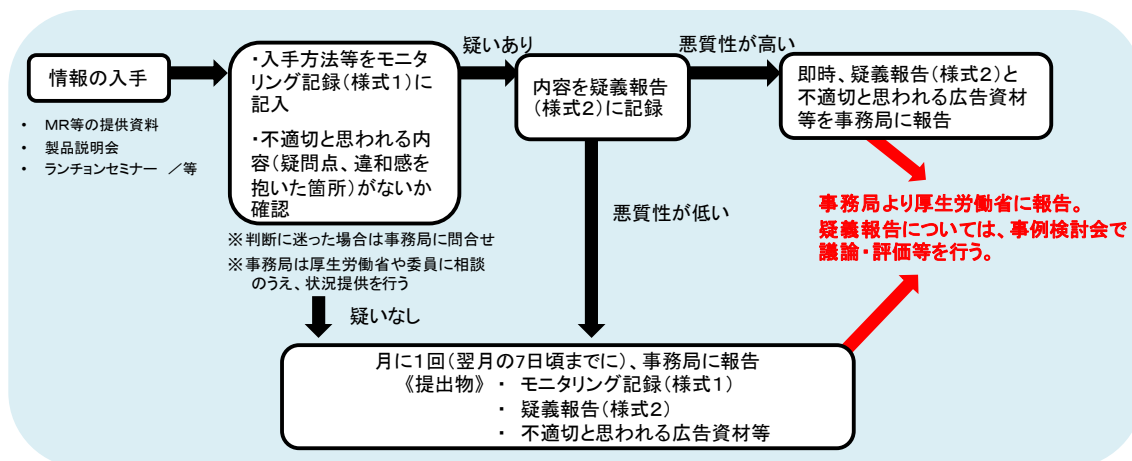 情報の入手
・ MR等の提供資料
・ 製品説明会
・ ランチョンセミナー ／等
・入手方法等をモニタ
リング記録(様式1)に
記入
・不適切と思われる内
容(疑問点、違和感を
抱いた箇所)がないか
確認
※判断に迷った場合は事務局に問合せ
※事務局は厚生労働省や委員に相談
のうえ、状況提供を行う
疑いあり
疑いなし
内容を疑義報告
(様式2)に記録
悪質性が高い
悪質性が低い
即時、疑義報告(様式2)と
不適切と思われる広告資材
等を事務局に報告
事務局より厚生労働省に報告。
疑義報告については、事例検討会で
議論・評価等を行う。
月に1回(翌月の7日頃までに)、事務局に報告
《提出物》・ モニタリング記録(様式1)
・ 疑義報告(様式2)
・ 不適切と思われる広告資材等